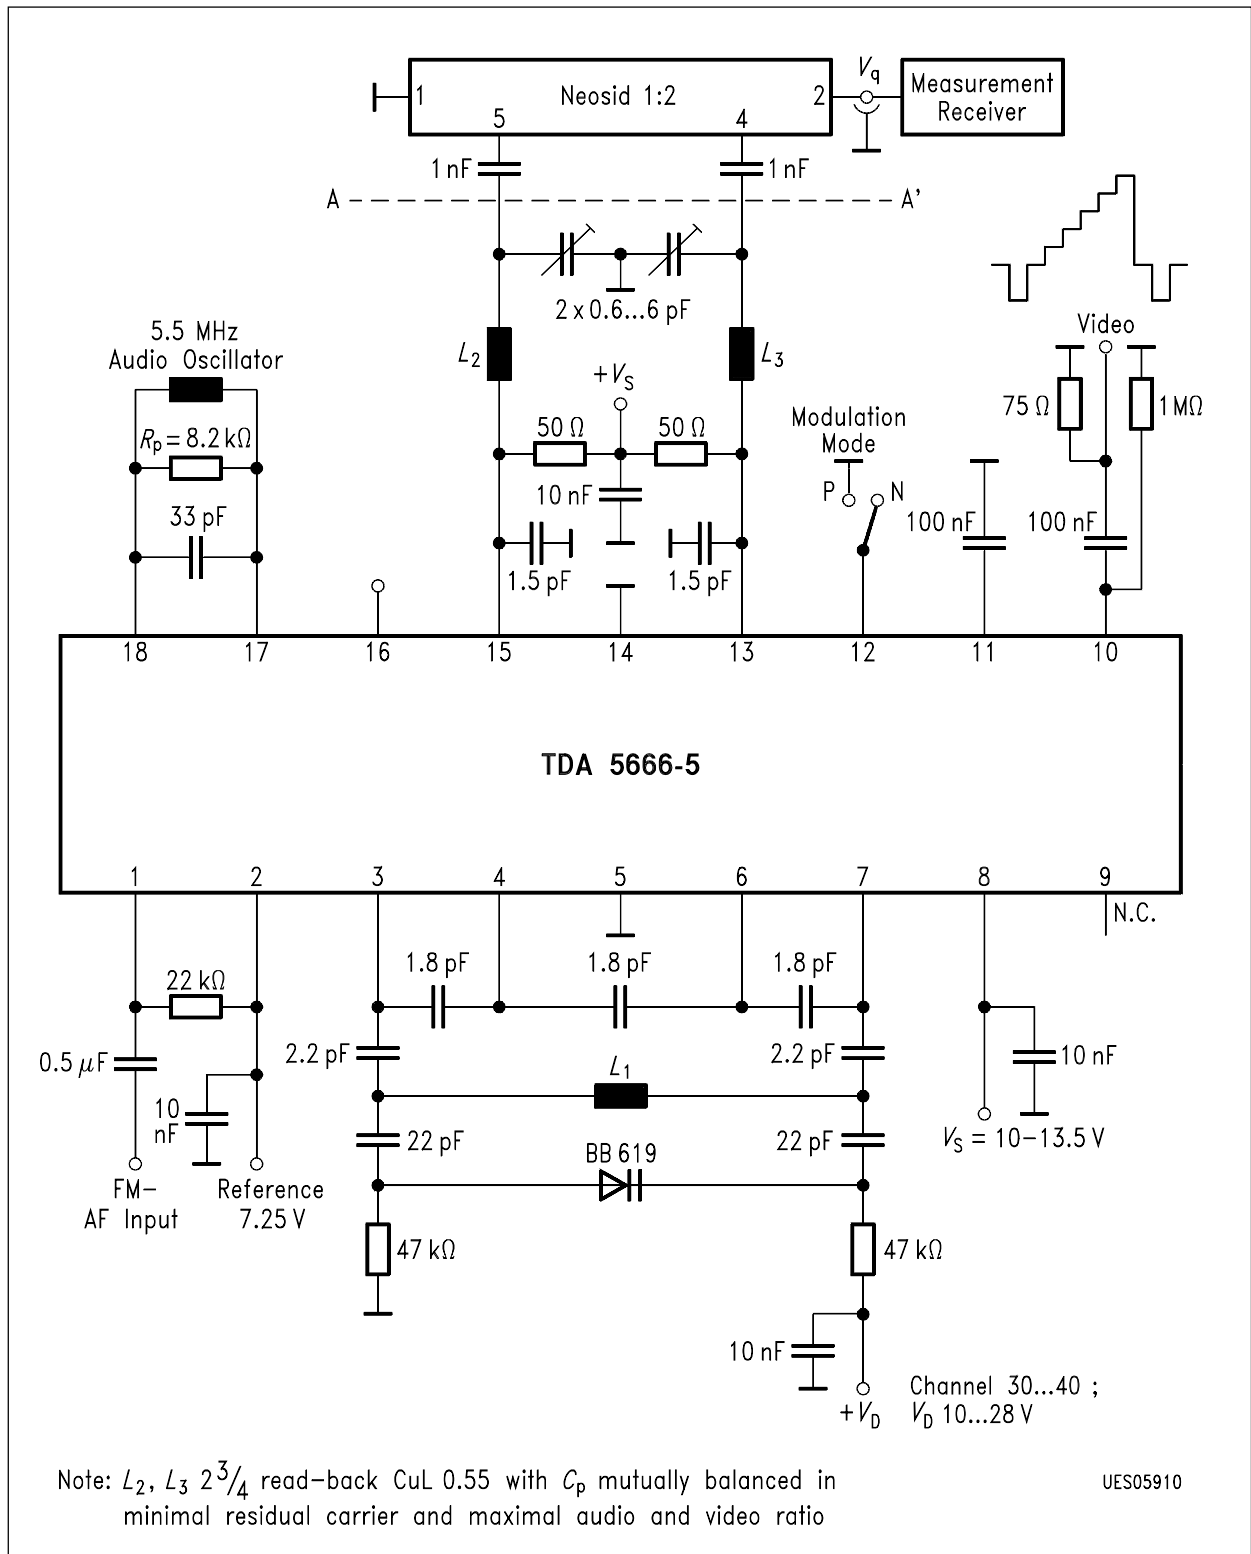 1
Neosid 1:2
2
5
4
Vq
Measurement
Receiver
1 nF
1 nF
A
A'
2 x 0.6...6 pF
5.5 MHz
Audio Oscillator
L2
L3
+VS
Video
Rp = 8.2 kΩ
50 Ω
50 Ω
Modulation
Mode
P
N
75 Ω
1 MΩ
33 pF
10 nF
100 nF
100 nF
1.5 pF
1.5 pF
18
17
16
15
14
13
12
11
10
TDA 5666-5
1
2
3
4
5
6
7
8
9
N.C.
22 kΩ
1.8 pF
1.8 pF
1.8 pF
0.5 µF
2.2 pF
L1
2.2 pF
10 nF
10
nF
22 pF
22 pF
VS = 10-13.5 V
BB 619
FM-
AF Input
Reference
7.25 V
47 kΩ
47 kΩ
10 nF
+VD
Channel 30...40 ;
VD 10...28 V
Note: L2, L3 2 3/4 read-back CuL 0.55 with Cp mutually balanced in
minimal residual carrier and maximal audio and video ratio
UES05910